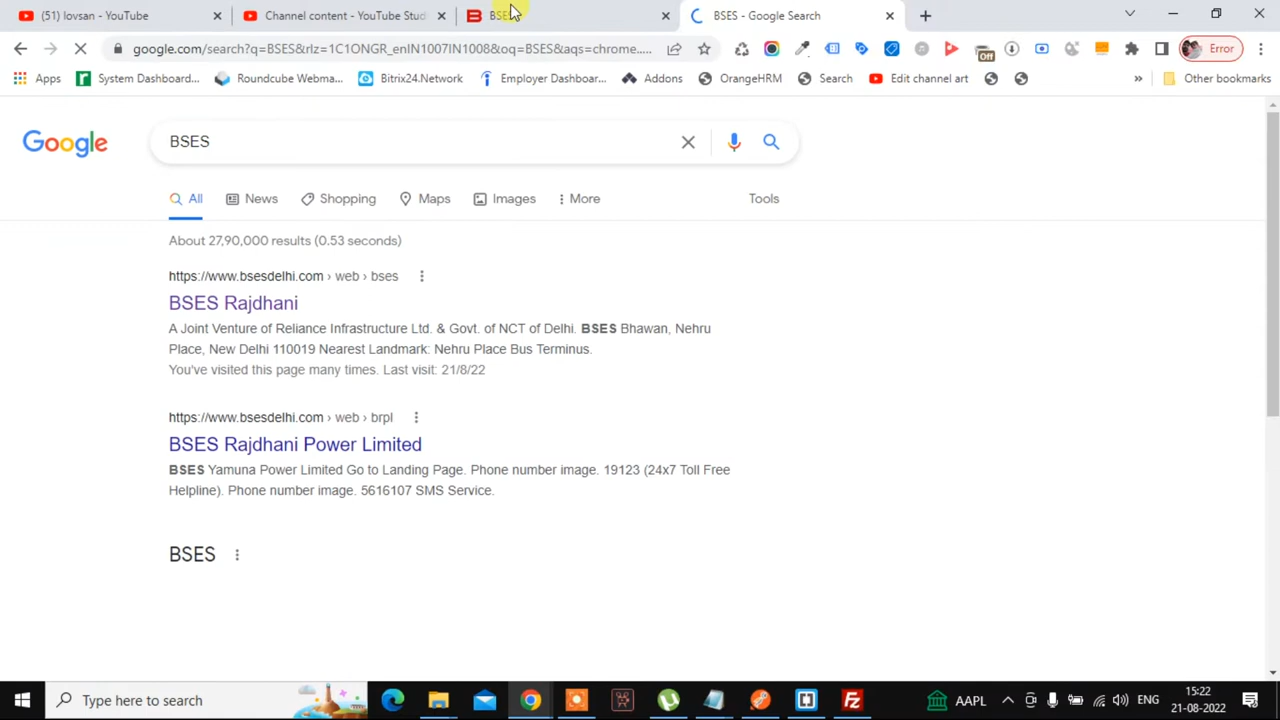 (51) lovsan - YouTube
Channel content - YouTube Stud
BSES
BSES - Google Search
google.com/search?q=BSES&rlz=1C1ONGR_enIN1007IN1008&oq=BSES&aqs=chrome....
Off
Error
Apps
System Dashboard...
Roundcube Webma...
Bitrix24.Network
Employer Dashboar...
Addons
OrangeHRM
Search
Edit channel art
»
Other bookmarks
Google
BSES
All
News
Shopping
Maps
Images
More
Tools
About 27,90,000 results (0.53 seconds)
https://www.bsesdelhi.com › web › bses
BSES Rajdhani
A Joint Venture of Reliance Infrastructure Ltd. & Govt. of NCT of Delhi. BSES Bhawan, Nehru
Place, New Delhi 110019 Nearest Landmark: Nehru Place Bus Terminus.
You've visited this page many times. Last visit: 21/8/22
https://www.bsesdelhi.com › web › brpl
BSES Rajdhani Power Limited
BSES Yamuna Power Limited Go to Landing Page. Phone number image. 19123 (24x7 Toll Free
Helpline). Phone number image. 5616107 SMS Service.
BSES
Type here to search
AAPL
ENG
15:22
21-08-2022